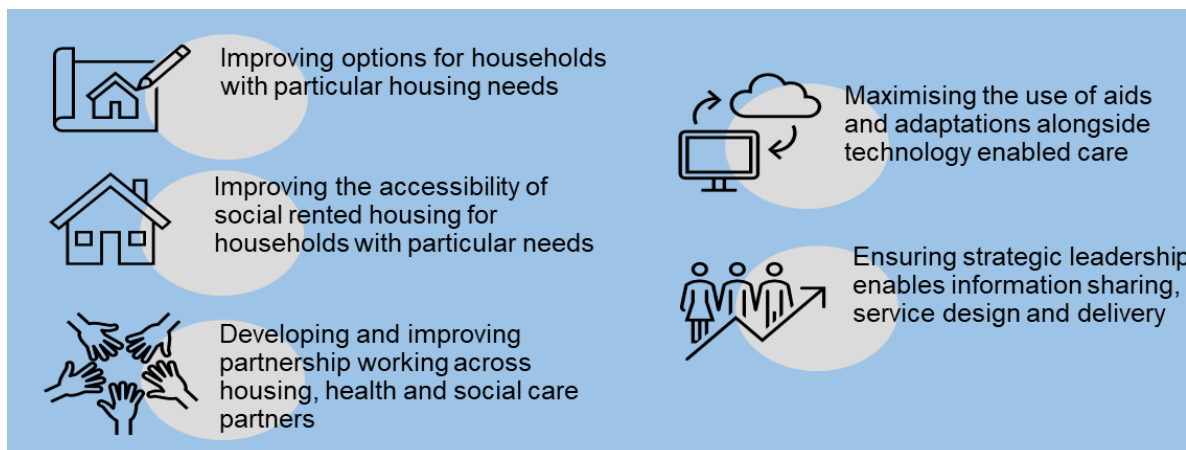 Improving options for households
with particular housing needs
Improving the accessibility of
social rented housing for
households with particular needs
Developing and improving
partnership working across
housing, health and social care
partners
Maximising the use of aids
and adaptations alongside
technology enabled care
Ensuring strategic leadership
enables information sharing,
service design and delivery